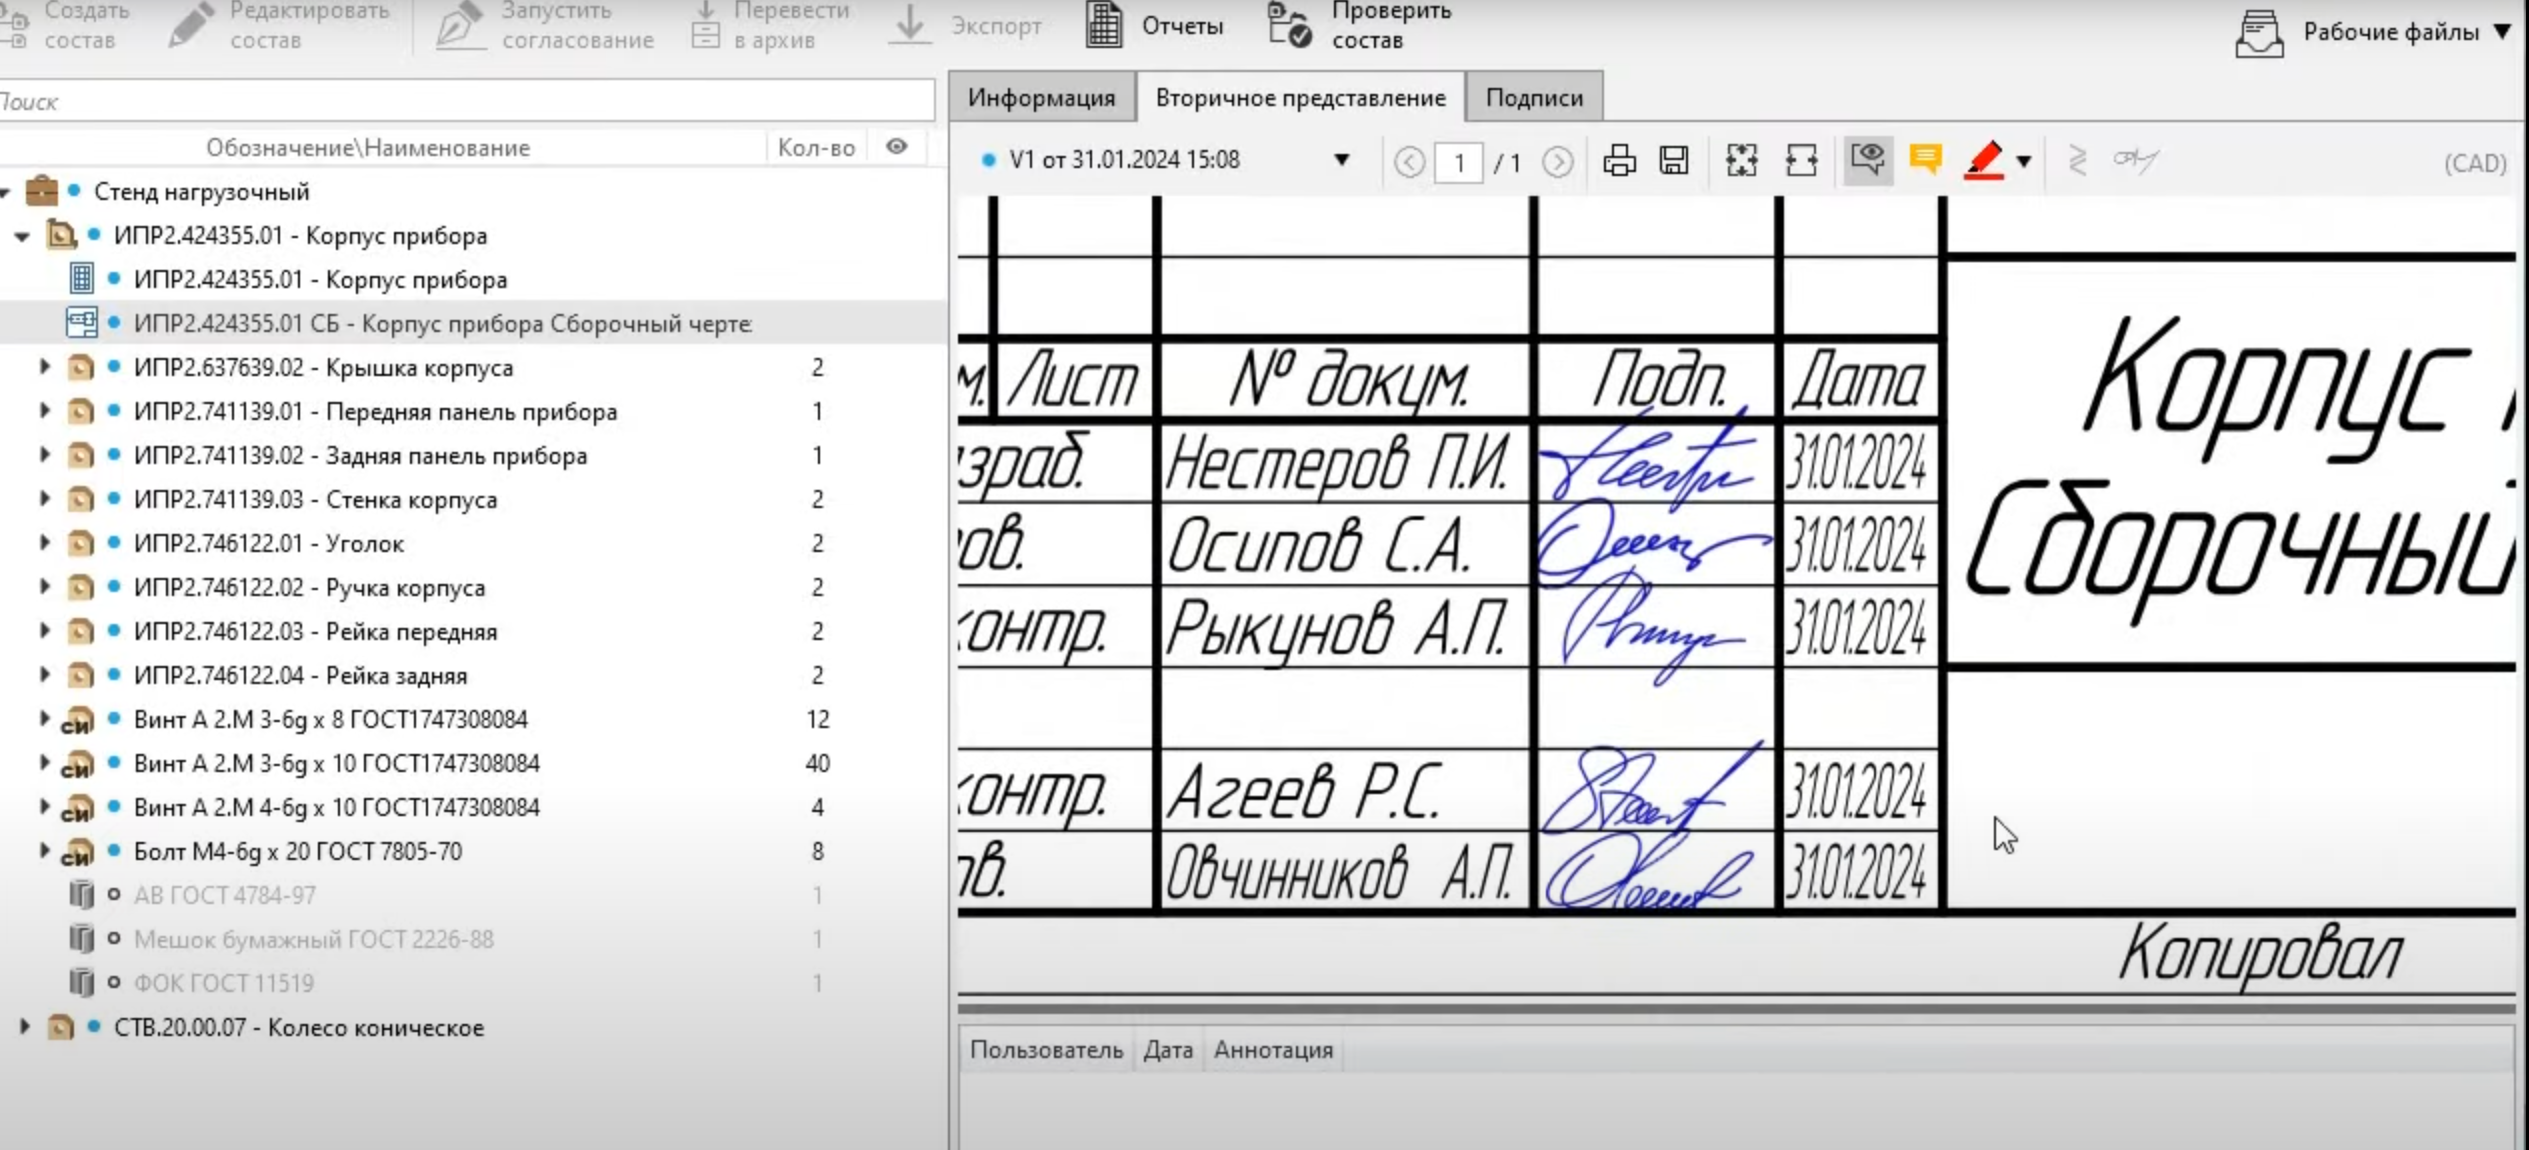 Создать состав
Редактировать состав
Запустить согласование
Перевести в архив
Экспорт
Отчеты
Проверить состав
Рабочие файлы
Поиск
Обозначение\Наименование Кол-во
Стенд нагрузочный
ИПР2.424355.01 - Корпус прибора
ИПР2.424355.01 - Корпус прибора
ИПР2.424355.01 СБ - Корпус прибора Сборочный черте
ИПР2.637639.02 - Крышка корпуса 2
ИПР2.741139.01 - Передняя панель прибора 1
ИПР2.741139.02 - Задняя панель прибора 1
ИПР2.741139.03 - Стенка корпуса 2
ИПР2.746122.01 - Уголок 2
ИПР2.746122.02 - Ручка корпуса 2
ИПР2.746122.03 - Рейка передняя 2
ИПР2.746122.04 - Рейка задняя 2
си Винт А 2.М 3-6g x 8 ГОСТ1747308084 12
си Винт А 2.М 3-6g x 10 ГОСТ1747308084 40
си Винт А 2.М 4-6g x 10 ГОСТ1747308084 4
си Болт М4-6g x 20 ГОСТ 7805-70 8
АВ ГОСТ 4784-97 1
Мешок бумажный ГОСТ 2226-88 1
ФОК ГОСТ 11519 1
СТВ.20.00.07 - Колесо коническое
Информация Вторичное представление Подписи
V1 от 31.01.2024 15:08 1 / 1 (CAD)
м. Лист № докум. Подп. Дата
зраб. Нестеров П.И. 31.01.2024
ов. Осипов С.А. 31.01.2024
контр. Рыкунов А.П. 31.01.2024
контр. Агеев Р.С. 31.01.2024
в. Овчинников А.П. 31.01.2024
Корпус
Сборочный
Копировал
Пользователь Дата Аннотация